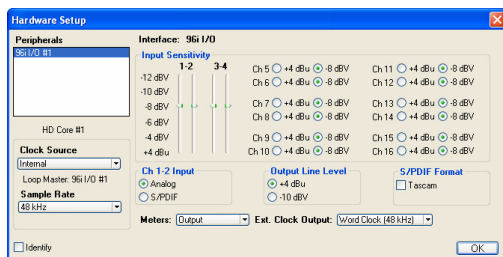 Hardware Setup
Peripherals
96i I/O #1
HD Core #1
Clock Source
Internal
Loop Master: 96i I/O #1
Sample Rate
48 kHz
Identify
Interface: 96i I/O
Input Sensitivity
1-2 3-4
-12 dBV
-10 dBV
-8 dBV
-6 dBV
-4 dBV
+4 dBu
Ch 5 +4 dBu -8 dBV Ch 11 +4 dBu -8 dBV
Ch 6 +4 dBu -8 dBV Ch 12 +4 dBu -8 dBV
Ch 7 +4 dBu -8 dBV Ch 13 +4 dBu -8 dBV
Ch 8 +4 dBu -8 dBV Ch 14 +4 dBu -8 dBV
Ch 9 +4 dBu -8 dBV Ch 15 +4 dBu -8 dBV
Ch 10 +4 dBu -8 dBV Ch 16 +4 dBu -8 dBV
Ch 1-2 Input
Analog
S/PDIF
Output Line Level
+4 dBu
-10 dBV
S/PDIF Format
Tascam
Meters: Output Ext. Clock Output: Word Clock (48 kHz)
OK